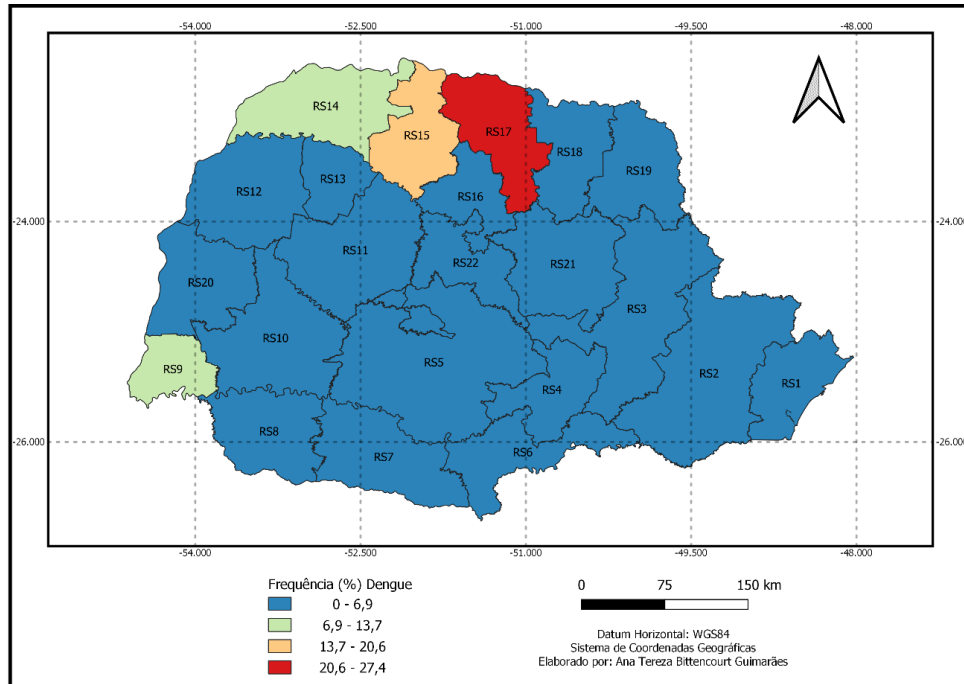 -54.000 -52.500 -51.000 -49.500 -48.000
RS14
RS15
RS17
RS18
RS19
RS13
RS12
RS16
-24.000 -24.000
RS11
RS22
RS21
RS20
RS3
RS10
RS5
RS9
RS2
RS1
RS4
RS8
RS6
RS7
-26.000 -26.000
-54.000 -52.500 -51.000 -49.500 -48.000
Frequência (%) Dengue
0 - 6,9
6,9 - 13,7
13,7 - 20,6
20,6 - 27,4
0 75 150 km
Datum Horizontal: WGS84
Sistema de Coordenadas Geográficas
Elaborado por: Ana Tereza Bittencourt Guimarães